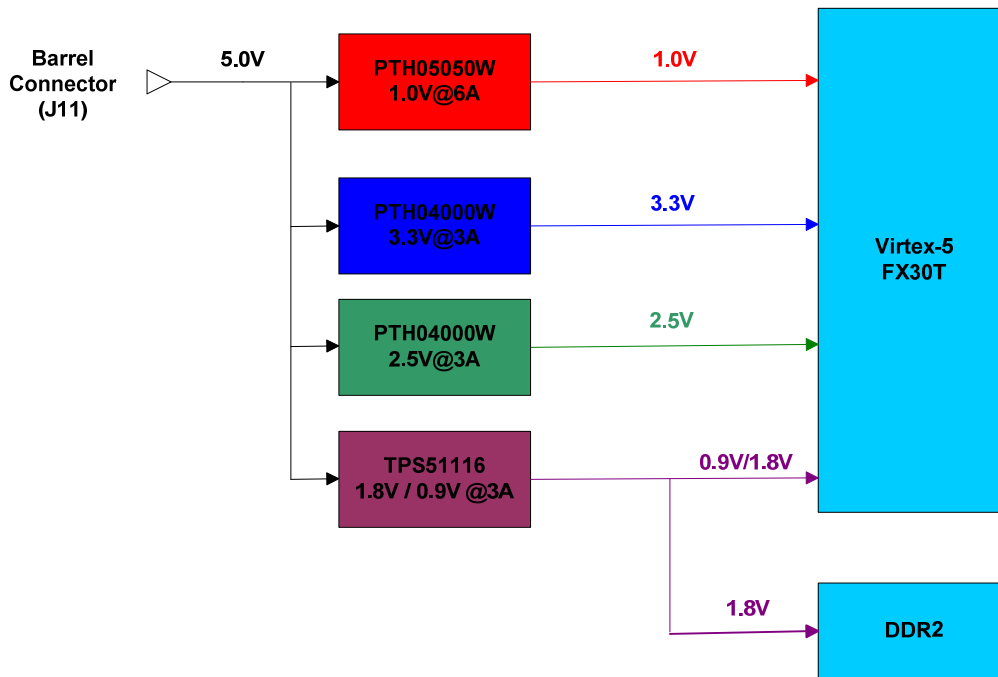 Barrel
Connector
(J11)
5.0V
PTH05050W
1.0V@6A
1.0V
PTH04000W
3.3V@3A
3.3V
Virtex-5
FX30T
PTH04000W
2.5V@3A
2.5V
TPS51116
1.8V / 0.9V @3A
0.9V/1.8V
1.8V
DDR2